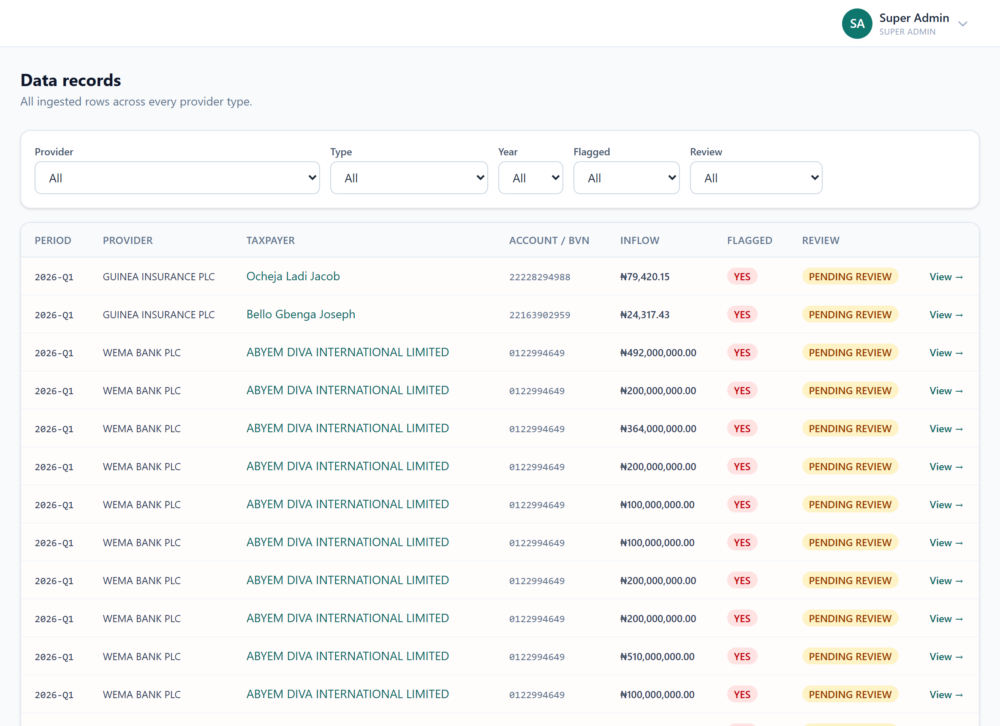 SA Super Admin
SUPER ADMIN
Data records
All ingested rows across every provider type.
Provider Type Year Flagged Review
All All All All All
PERIOD PROVIDER TAXPAYER ACCOUNT / BVN INFLOW FLAGGED REVIEW
2026-Q1 GUINEA INSURANCE PLC Ocheja Ladi Jacob 22228294988 ₦79,420.15 YES PENDING REVIEW View →
2026-Q1 GUINEA INSURANCE PLC Bello Gbenga Joseph 22163902959 ₦24,317.43 YES PENDING REVIEW View →
2026-Q1 WEMA BANK PLC ABYEM DIVA INTERNATIONAL LIMITED 0122994649 ₦492,000,000.00 YES PENDING REVIEW View →
2026-Q1 WEMA BANK PLC ABYEM DIVA INTERNATIONAL LIMITED 0122994649 ₦200,000,000.00 YES PENDING REVIEW View →
2026-Q1 WEMA BANK PLC ABYEM DIVA INTERNATIONAL LIMITED 0122994649 ₦364,000,000.00 YES PENDING REVIEW View →
2026-Q1 WEMA BANK PLC ABYEM DIVA INTERNATIONAL LIMITED 0122994649 ₦200,000,000.00 YES PENDING REVIEW View →
2026-Q1 WEMA BANK PLC ABYEM DIVA INTERNATIONAL LIMITED 0122994649 ₦100,000,000.00 YES PENDING REVIEW View →
2026-Q1 WEMA BANK PLC ABYEM DIVA INTERNATIONAL LIMITED 0122994649 ₦100,000,000.00 YES PENDING REVIEW View →
2026-Q1 WEMA BANK PLC ABYEM DIVA INTERNATIONAL LIMITED 0122994649 ₦200,000,000.00 YES PENDING REVIEW View →
2026-Q1 WEMA BANK PLC ABYEM DIVA INTERNATIONAL LIMITED 0122994649 ₦200,000,000.00 YES PENDING REVIEW View →
2026-Q1 WEMA BANK PLC ABYEM DIVA INTERNATIONAL LIMITED 0122994649 ₦510,000,000.00 YES PENDING REVIEW View →
2026-Q1 WEMA BANK PLC ABYEM DIVA INTERNATIONAL LIMITED 0122994649 ₦100,000,000.00 YES PENDING REVIEW View →